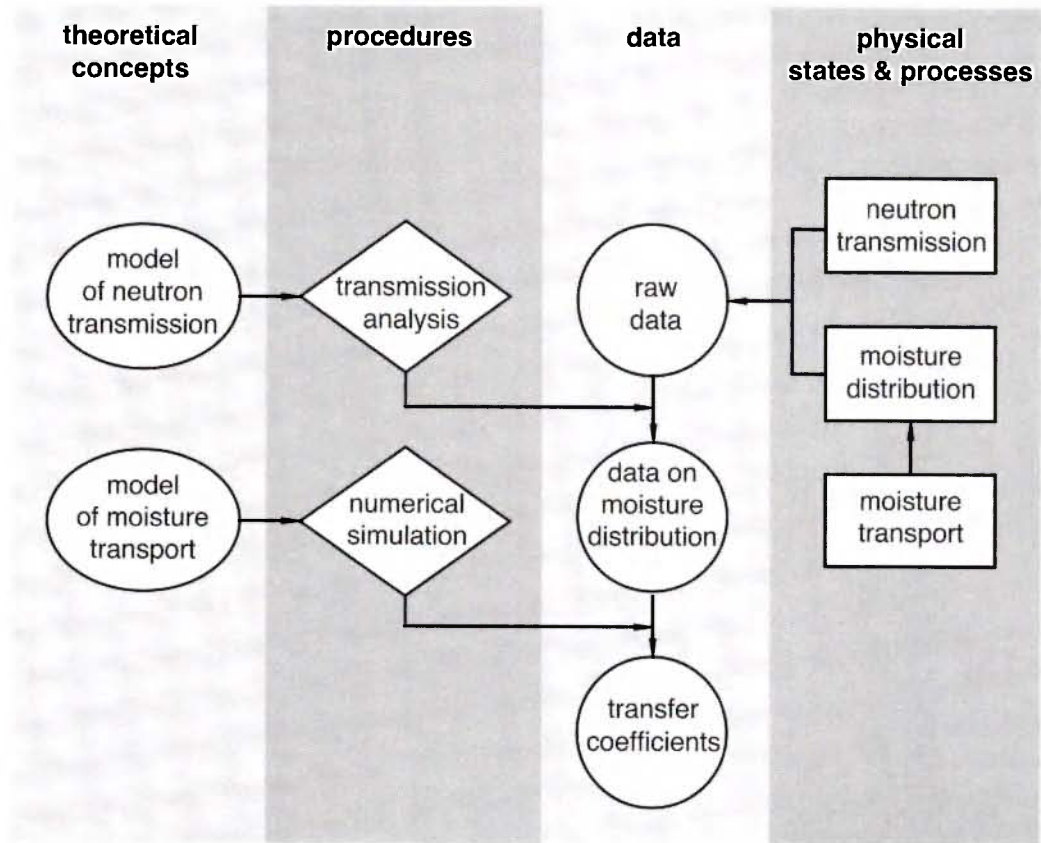 theoretical
concepts
procedures
data
physical
states & processes
model
of neutron
transmission
transmission
analysis
raw
data
neutron
transmission
moisture
distribution
model
of moisture
transport
numerical
simulation
data on
moisture
distribution
moisture
transport
transfer
coefficients